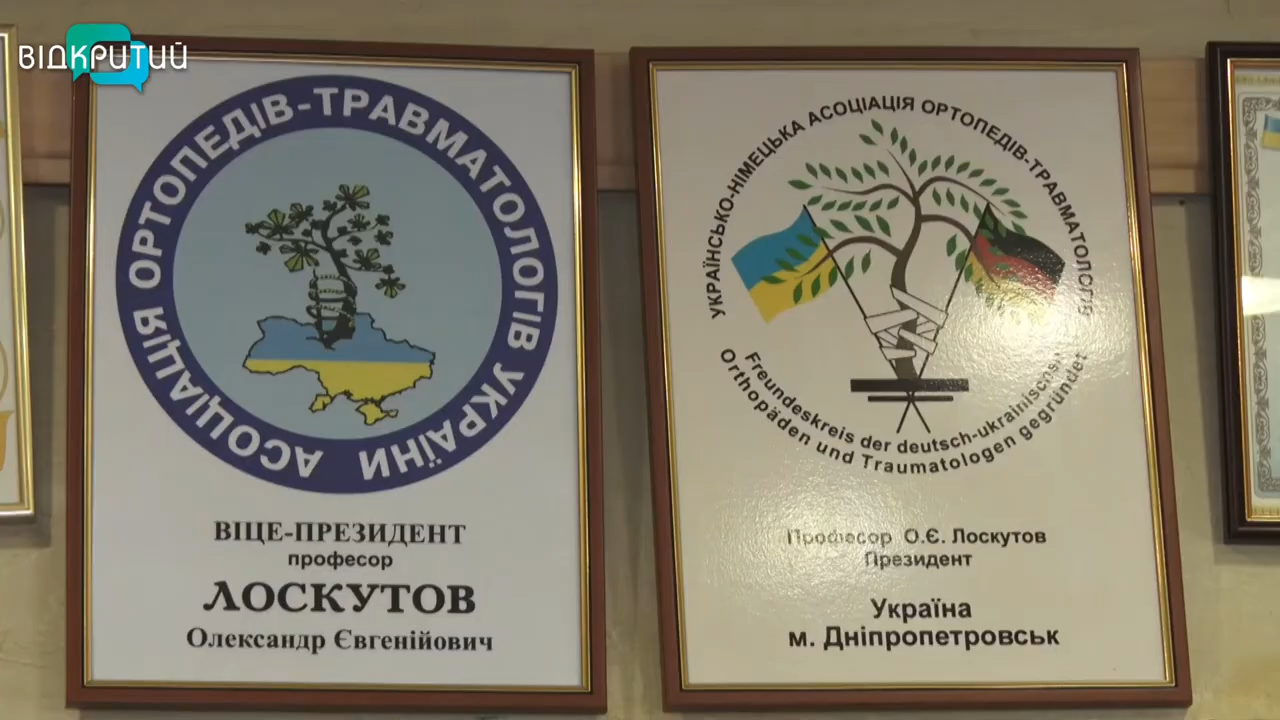 ВІДКРИТИЙ
АСОЦІАЦІЯ ОРТОПЕДІВ-ТРАВМАТОЛОГІВ УКРАЇНИ
ВІЦЕ-ПРЕЗИДЕНТ
професор
ЛОСКУТОВ
Олександр Євгенійович
УКРАЇНСЬКО-НІМЕЦЬКА АСОЦІАЦІЯ ОРТОПЕДІВ-ТРАВМАТОЛОГІВ
Freundeskreis der deutsch-ukrainischen
Orthopäden und Traumatologen gegründet
Професор О.Є. Лоскутов
Президент
Україна
м. Дніпропетровськ